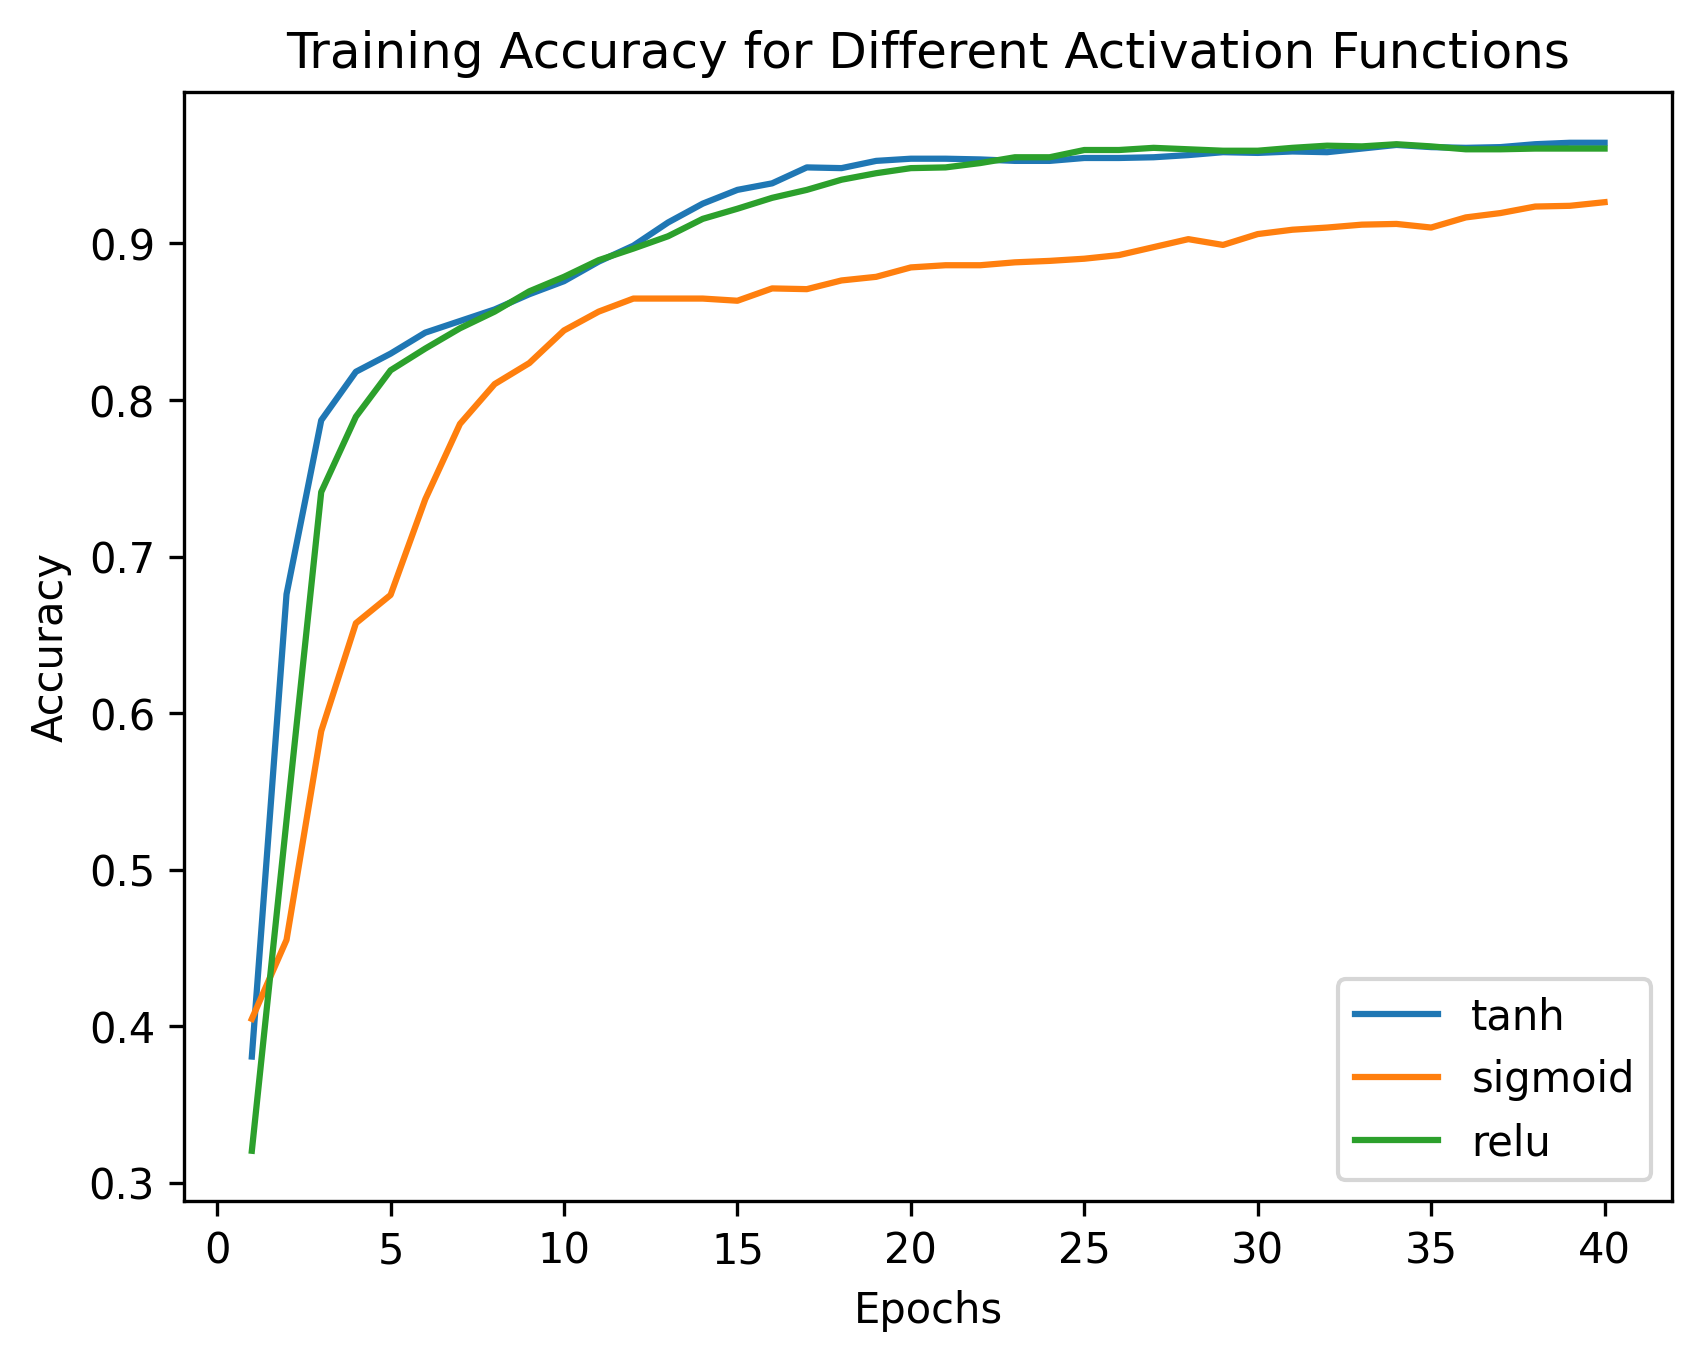 Training Accuracy for Different Activation Functions
Accuracy
0.9
0.8
0.7
0.6
0.5
0.4
0.3
0 5 10 15 20 25 30 35 40
Epochs
tanh
sigmoid
relu